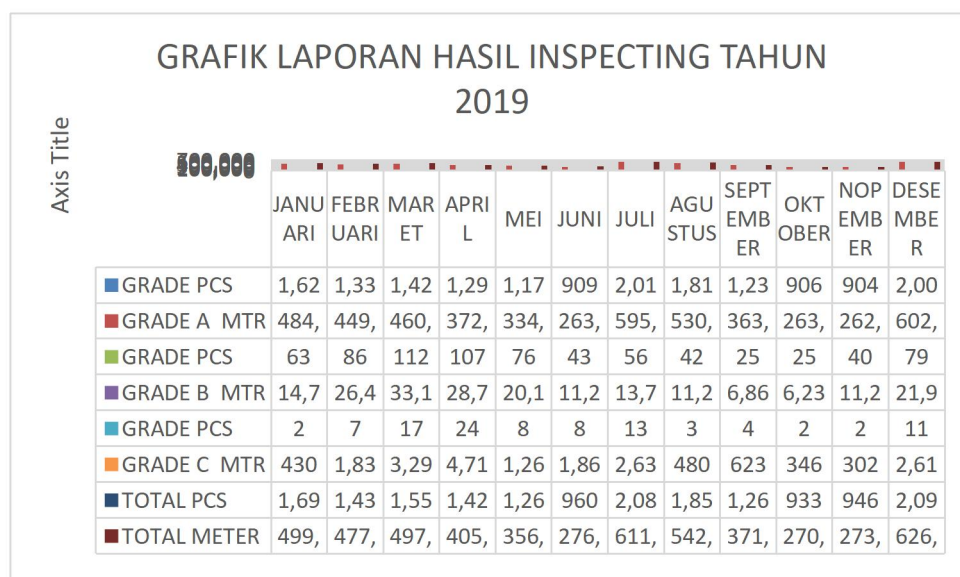 GRAFIK LAPORAN HASIL INSPECTING TAHUN
2019
Axis Title
JANU
ARI
FEBR
UARI
MAR
ET
APRI
L
MEI
JUNI
JULI
AGU
STUS
SEPT
EMB
ER
OKT
OBER
NOP
EMB
ER
DESE
MBE
R
GRADE PCS 1,62 1,33 1,42 1,29 1,17 909 2,01 1,81 1,23 906 904 2,00
GRADE A MTR 484, 449, 460, 372, 334, 263, 595, 530, 363, 263, 262, 602,
GRADE PCS 63 86 112 107 76 43 56 42 25 25 40 79
GRADE B MTR 14,7 26,4 33,1 28,7 20,1 11,2 13,7 11,2 6,86 6,23 11,2 21,9
GRADE PCS 2 7 17 24 8 8 13 3 4 2 2 11
GRADE C MTR 430 1,83 3,29 4,71 1,26 1,86 2,63 480 623 346 302 2,61
TOTAL PCS 1,69 1,43 1,55 1,42 1,26 960 2,08 1,85 1,26 933 946 2,09
TOTAL METER 499, 477, 497, 405, 356, 276, 611, 542, 371, 270, 273, 626,